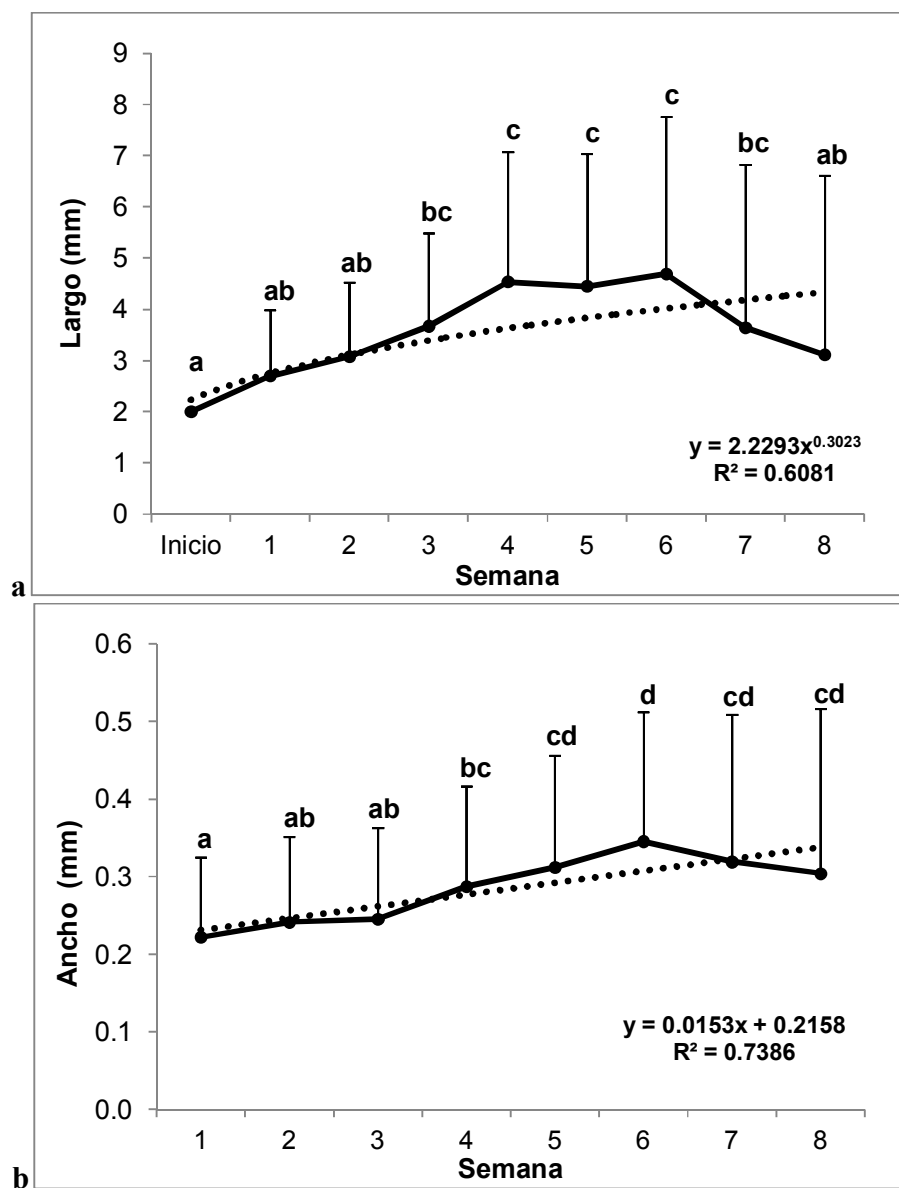 9
8
7
6
5
4
3
2
1
0
Largo (mm)
a
ab
ab
bc
c
c
c
bc
ab
y = 2.2293x^0.3023
R² = 0.6081
Inicio 1 2 3 4 5 6 7 8
Semana
a
0.6
0.5
0.4
0.3
0.2
0.1
0.0
Ancho (mm)
a
ab
ab
bc
cd
d
cd
cd
y = 0.0153x + 0.2158
R² = 0.7386
1 2 3 4 5 6 7 8
Semana
b